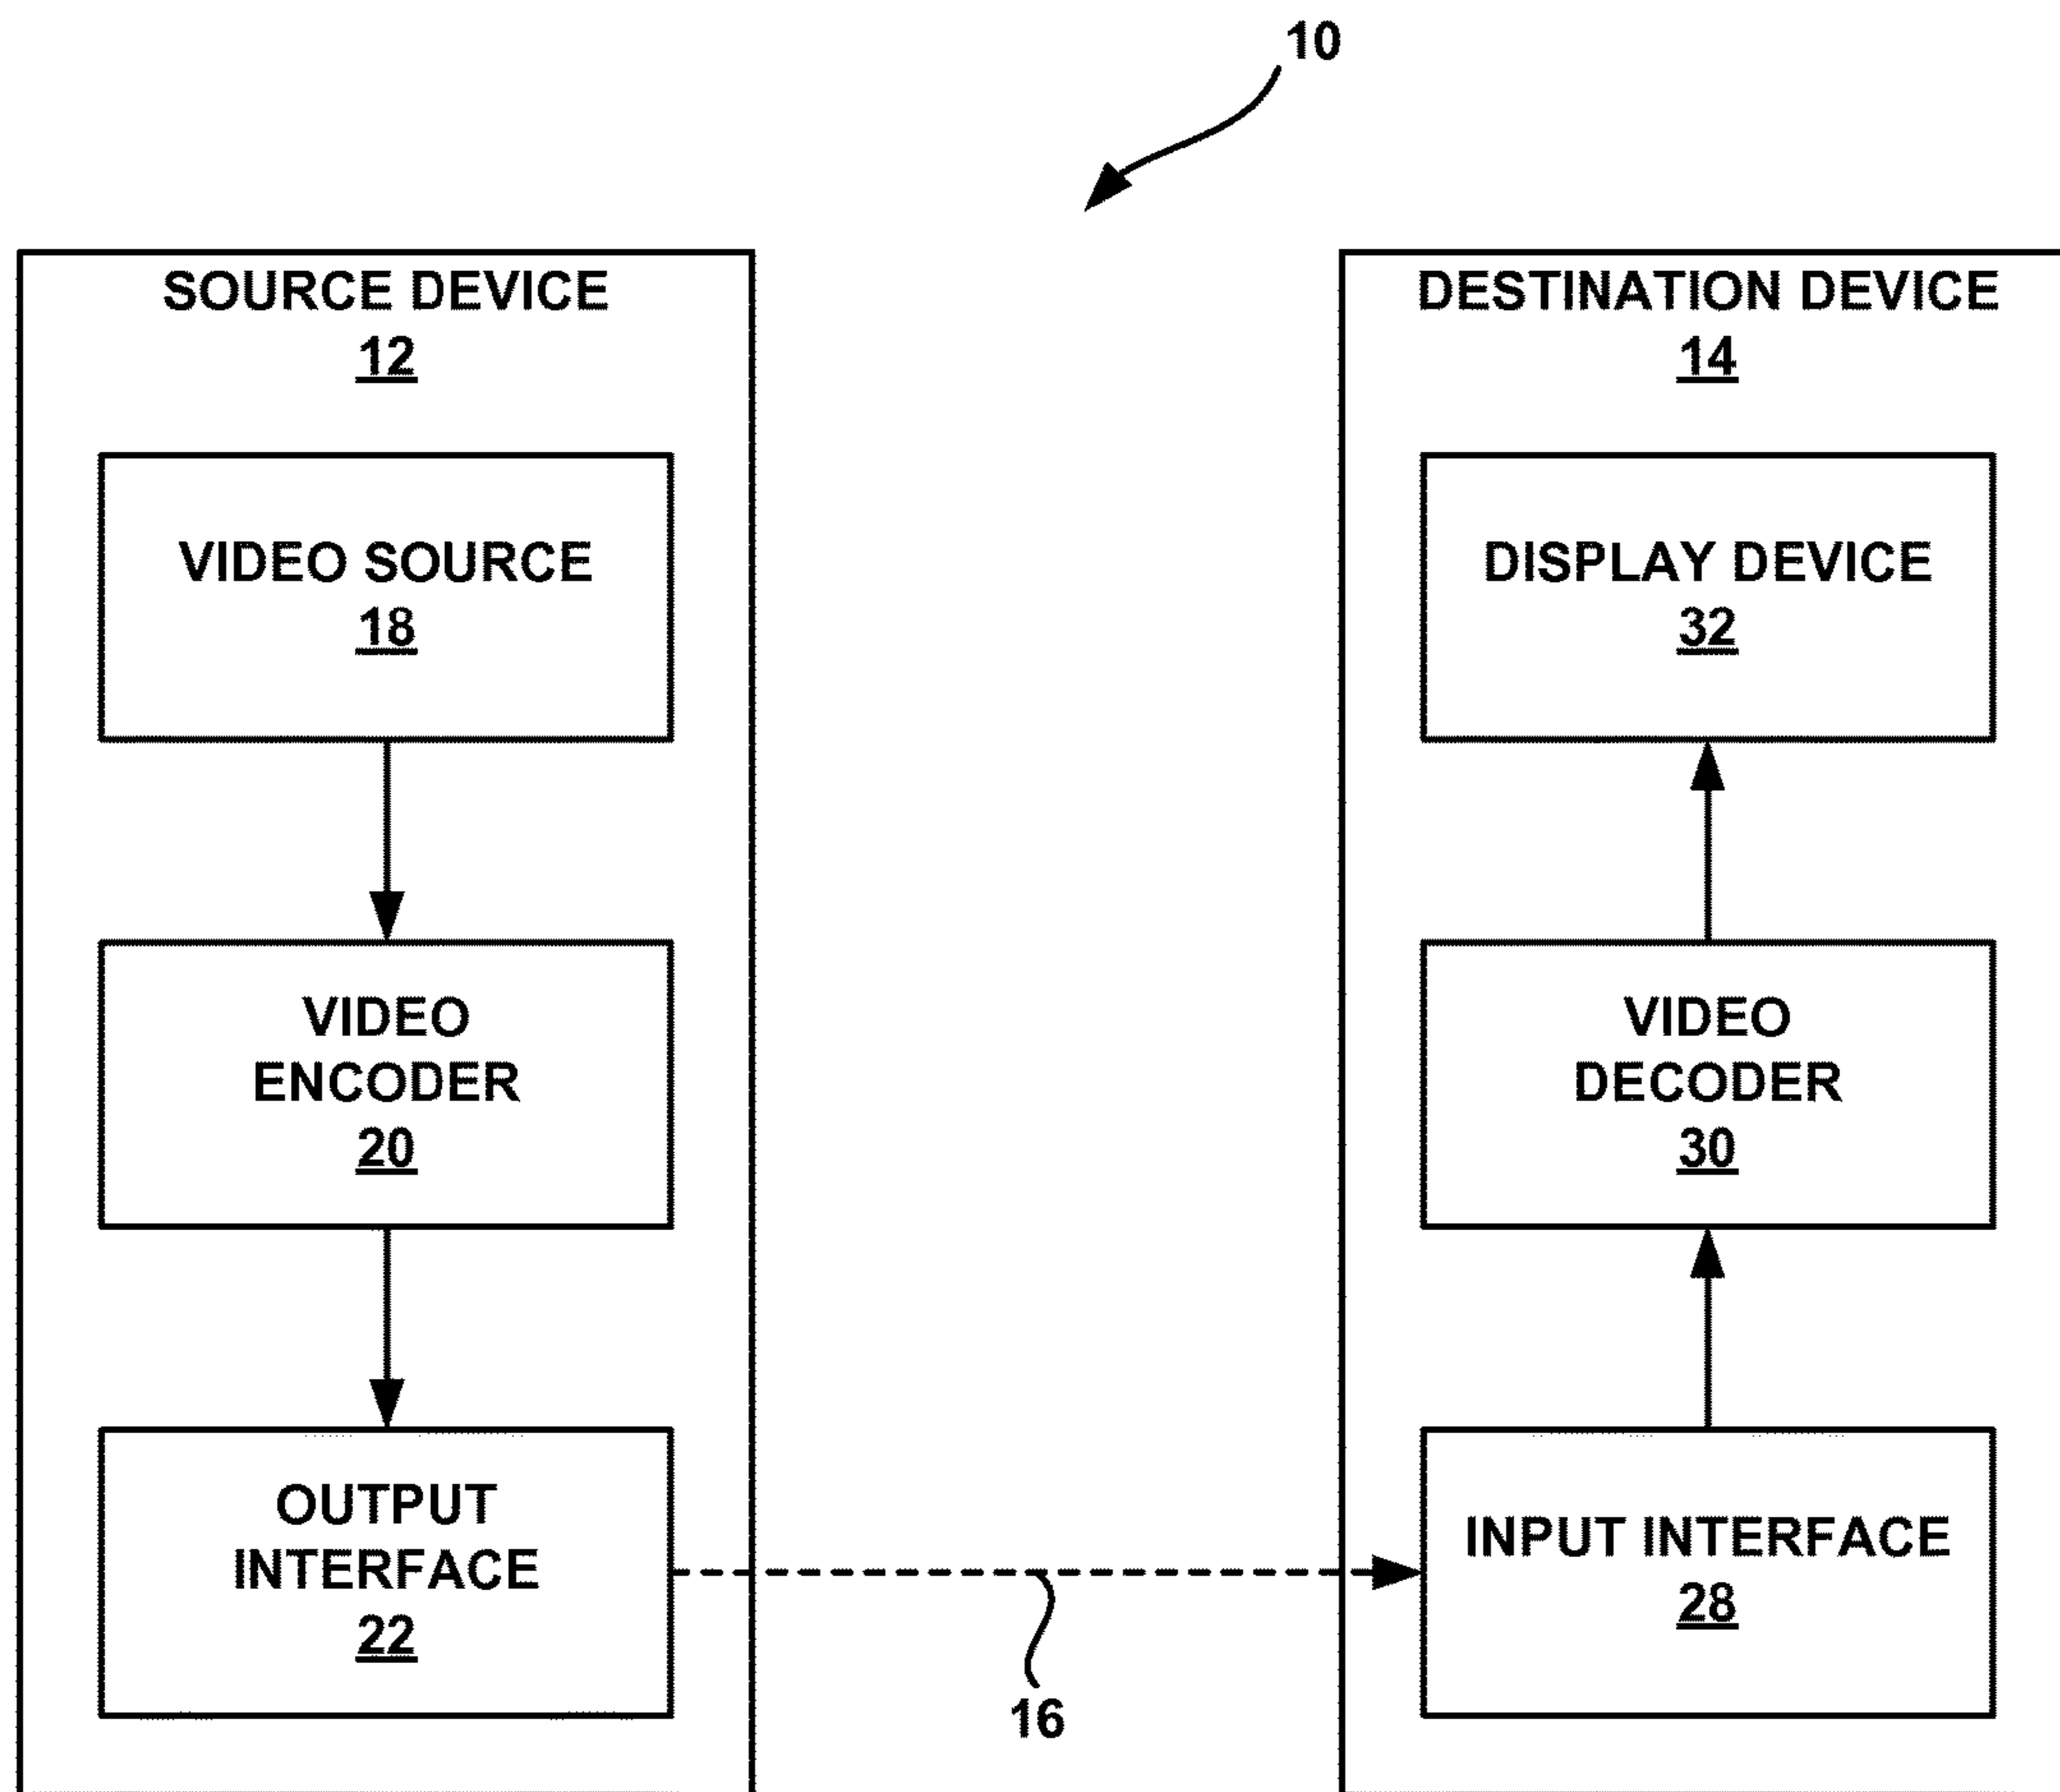 10
SOURCE DEVICE
12
VIDEO SOURCE
18
VIDEO
ENCODER
20
OUTPUT
INTERFACE
22
16
DESTINATION DEVICE
14
DISPLAY DEVICE
32
VIDEO
DECODER
30
INPUT INTERFACE
28